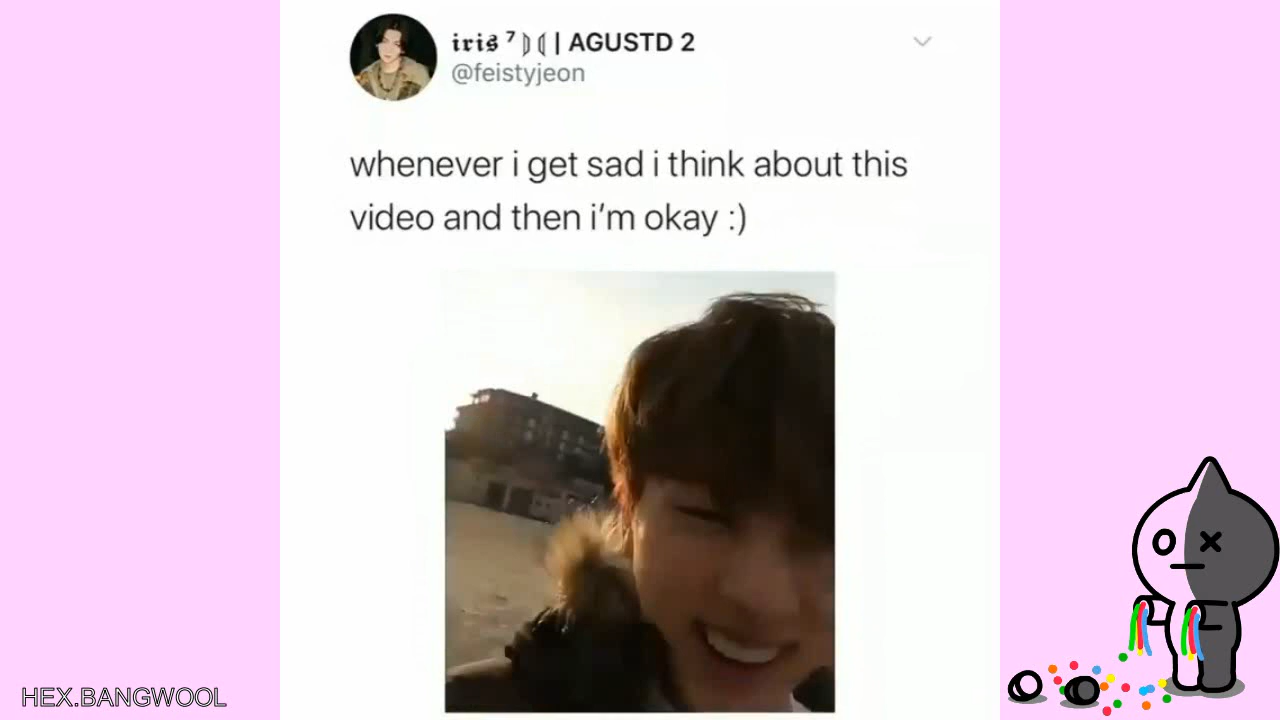 iris ⁷ ᢈ ᢉ | AGUSTD 2
@feistyjeon
whenever i get sad i think about this
video and then i’m okay :)
HEX.BANGWOOL